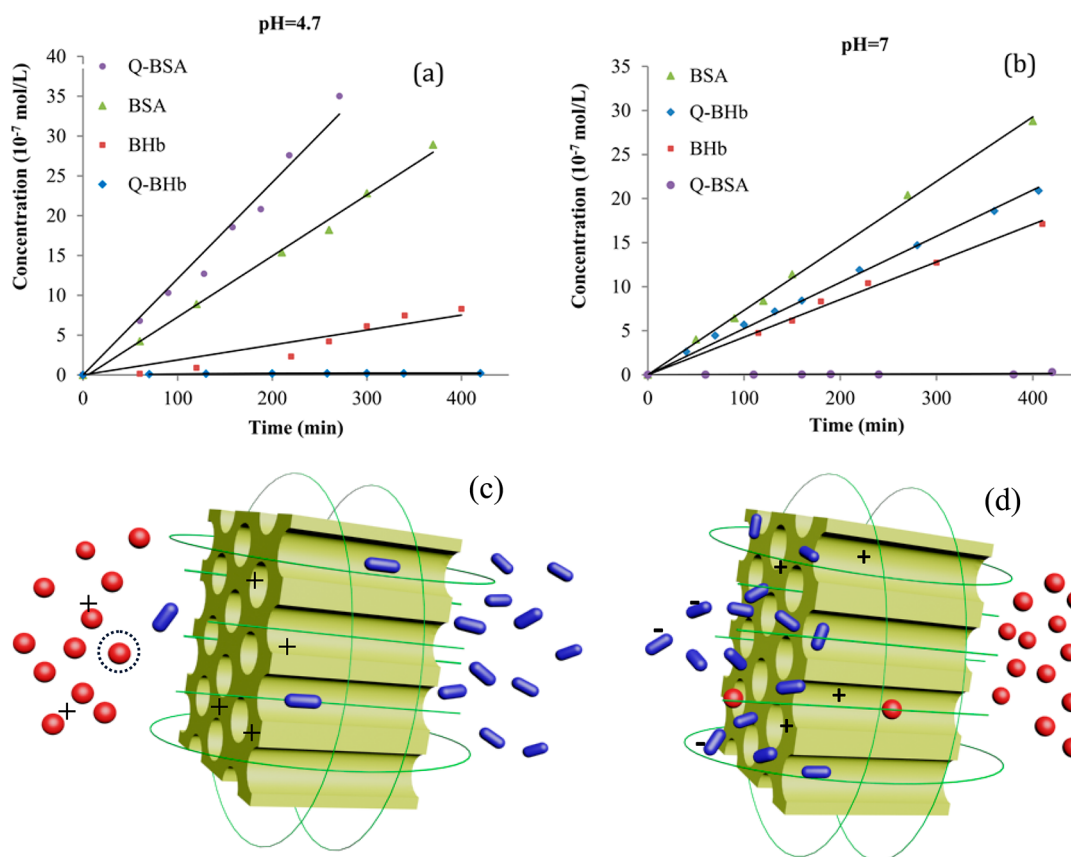 pH=4.7
(a)
Q-BSA
BSA
BHb
Q-BHb
Concentration (10⁻⁷ mol/L)
40
35
30
25
20
15
10
5
0
0 100 200 300 400
Time (min)
pH=7
(b)
BSA
Q-BHb
BHb
Q-BSA
Concentration (10⁻⁷ mol/L)
35
30
25
20
15
10
5
0
0 100 200 300 400
Time (min)
(c)
+
+
+
+
+
+
(d)
+
+
+
+
-
-
-